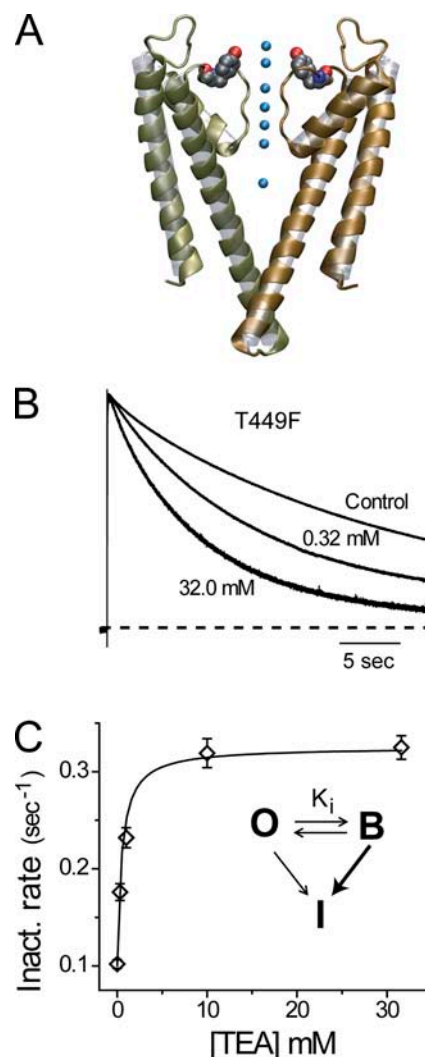 A
B
T449F
Control
0.32 mM
32.0 mM
5 sec
C
Inact. rate (sec⁻¹)
0.3
0.2
0.1
Kᵢ
O B
I
0 10 20 30
[TEA] mM